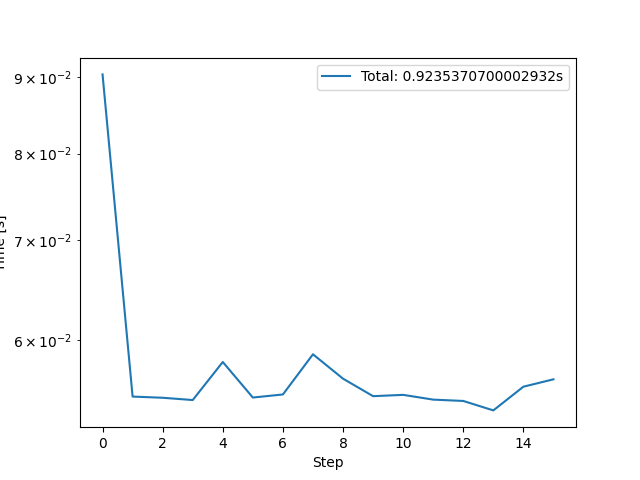 Total: 0.9235370700002932s
9 × 10⁻²
8 × 10⁻²
7 × 10⁻²
6 × 10⁻²
[s]
0 2 4 6 8 10 12 14
Step